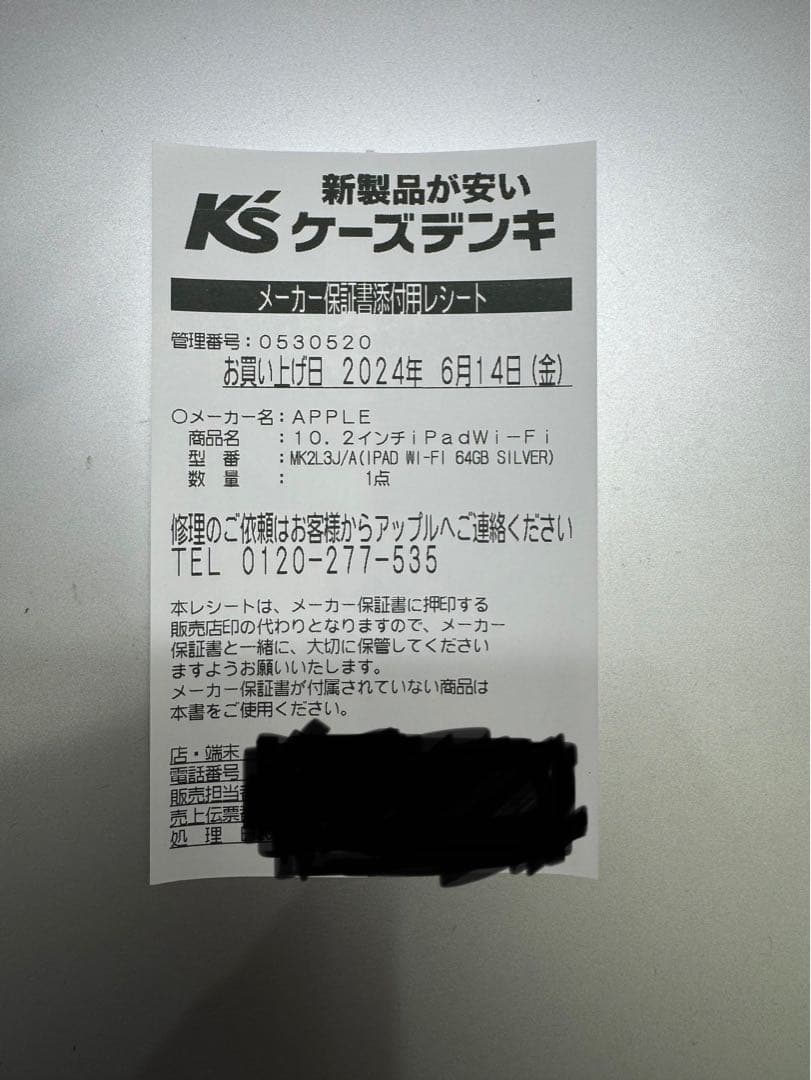 新製品が安い
K's ケーズデンキ
メーカー保証書添付用レシート
管理番号：０５３０５２０
お買い上げ日 2024年 6月14日(金)
○メーカー名：ＡＰＰＬＥ
商品名 ：１０．２インチｉＰａｄＷｉ－Ｆｉ
型 番 ：MK2L3J/A(IPAD WI-FI 64GB SILVER)
数 量 ： 1点
修理のご依頼はお客様からアップルへご連絡ください
TEL 0120-277-535
本レシートは、メーカー保証書に押印する
販売店印の代わりとなりますので、メーカー
保証書と一緒に、大切に保管してください
ますようお願いいたします。
メーカー保証書が付属されていない商品は
本書をご使用ください。
店・端末
電話番号
販売担当
売上伝票
処 理